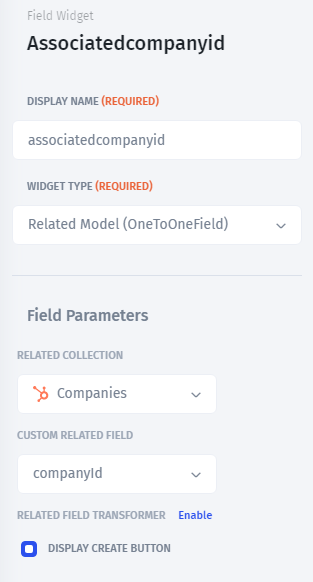 Field Widget
Associatedcompanyid
DISPLAY NAME (REQUIRED)
associatedcompanyid
WIDGET TYPE (REQUIRED)
Related Model (OneToOneField)
Field Parameters
RELATED COLLECTION
Companies
CUSTOM RELATED FIELD
companyId
RELATED FIELD TRANSFORMER Enable
DISPLAY CREATE BUTTON